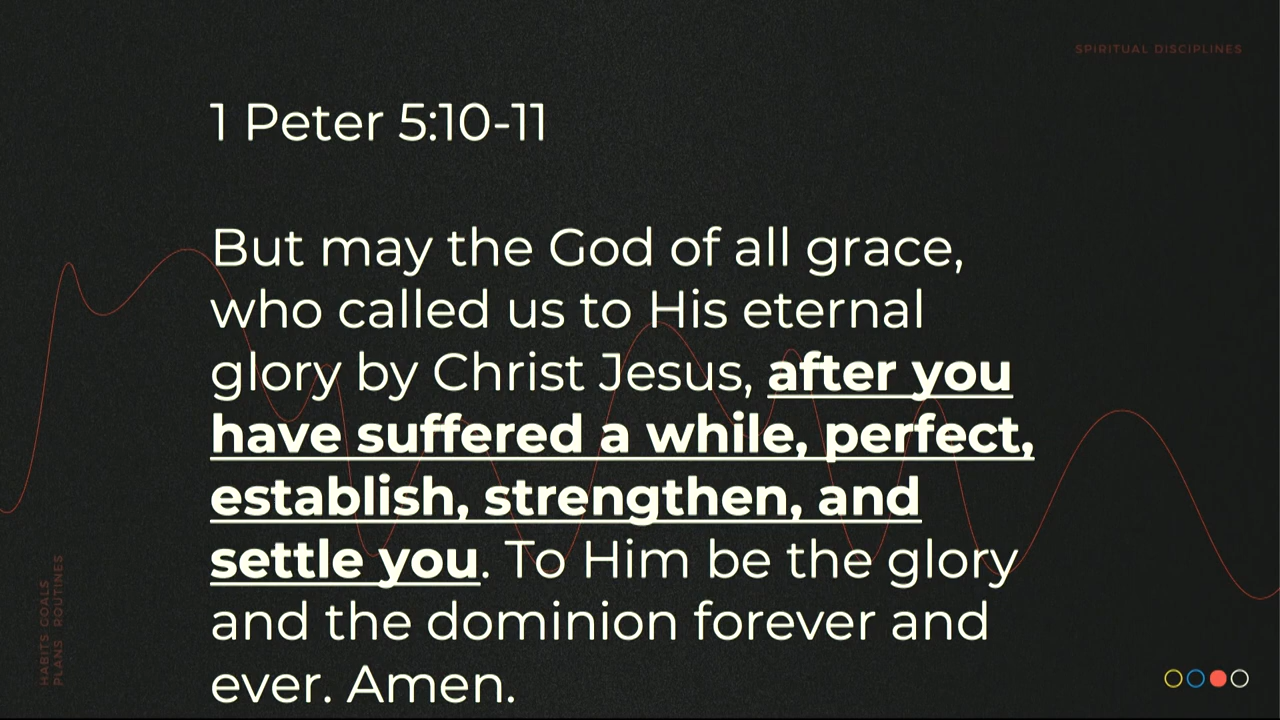 SPIRITUAL DISCIPLINES
1 Peter 5:10-11
But may the God of all grace,
who called us to His eternal
glory by Christ Jesus, after you
have suffered a while, perfect,
establish, strengthen, and
settle you. To Him be the glory
and the dominion forever and
ever. Amen.
HABITS GOALS
PLANS ROUTINES